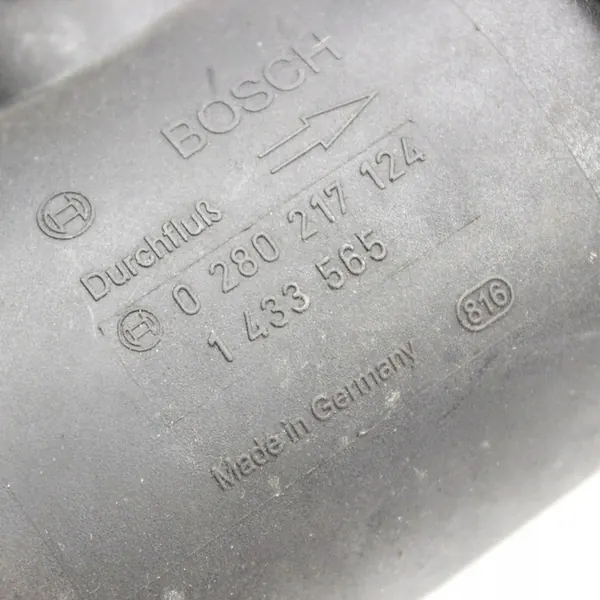 BOSCH
Durchfluß
0 280 217 124
1 433 565
816
Made in Germany